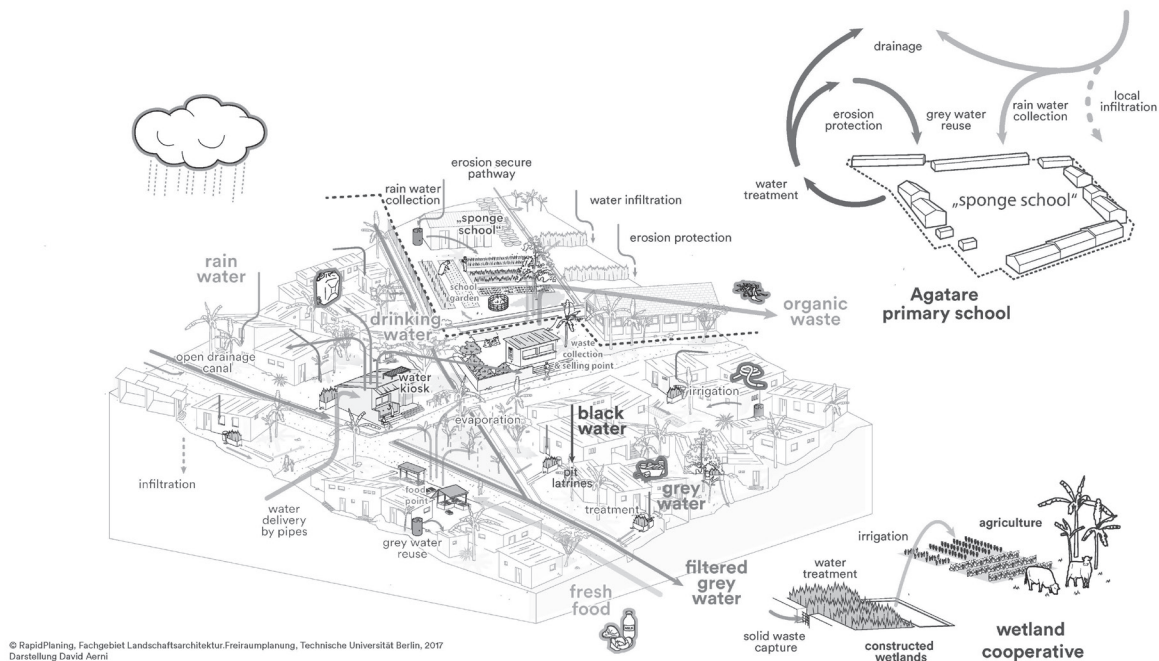 drainage
erosion
protection
grey water
reuse
rain water
collection
local
infiltration
water
treatment
„sponge school“
Agatare
primary school
erosion secure
pathway
rain water
collection
„sponge
school“
water infiltration
erosion protection
school
garden
rain
water
drinking
water
organic
waste
waste
collection
& selling point
open drainage
canal
water
kiosk
irrigation
evaporation
black
water
pit
latrines
infiltration
water
delivery
by pipes
food
point
grey water
reuse
treatment
grey
water
filtered
grey
water
fresh
food
irrigation
agriculture
water
treatment
solid waste
capture
constructed
wetlands
wetland
cooperative
© RapidPlaning, Fachgebiet Landschaftsarchitektur.Freiraumplanung, Technische Universität Berlin, 2017
Darstellung David Aerni